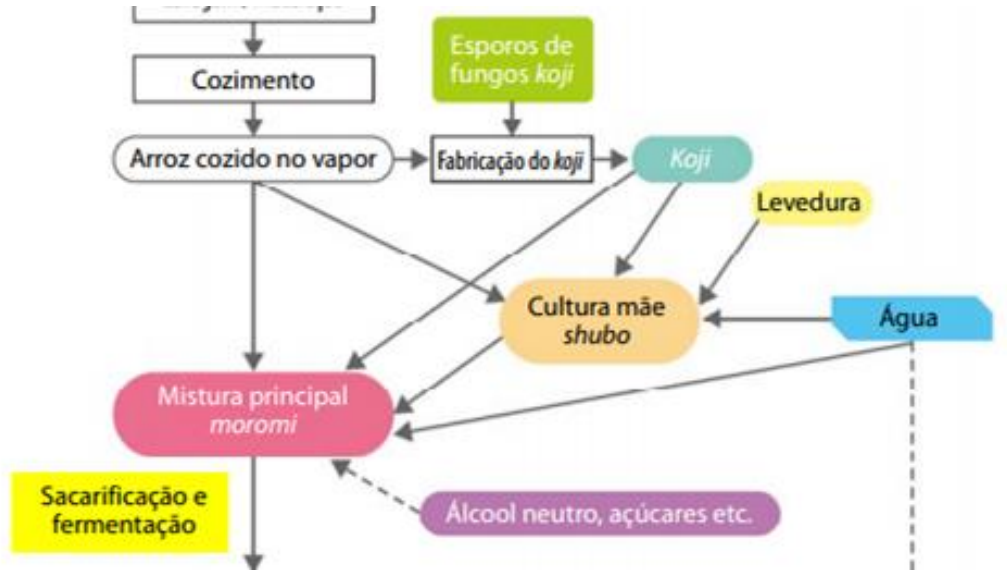 Cozimento
Esporos de
fungos koji
Arroz cozido no vapor
Fabricação do koji
Koji
Levedura
Cultura mãe
shubo
Água
Mistura principal
moromi
Sacarificação e
fermentação
Álcool neutro, açúcares etc.